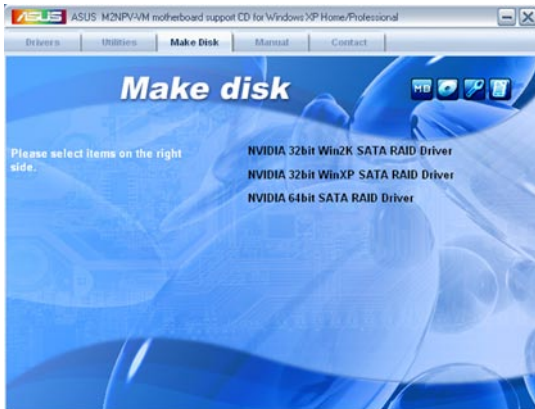 ASUS ASUS M2NPV-VM motherboard support CD for Windows XP Home/Professional
Drivers Utilities Make Disk Manual Contact
Make disk
MB
Please select items on the right
side.
NVIDIA 32bit Win2K SATA RAID Driver
NVIDIA 32bit WinXP SATA RAID Driver
NVIDIA 64bit SATA RAID Driver